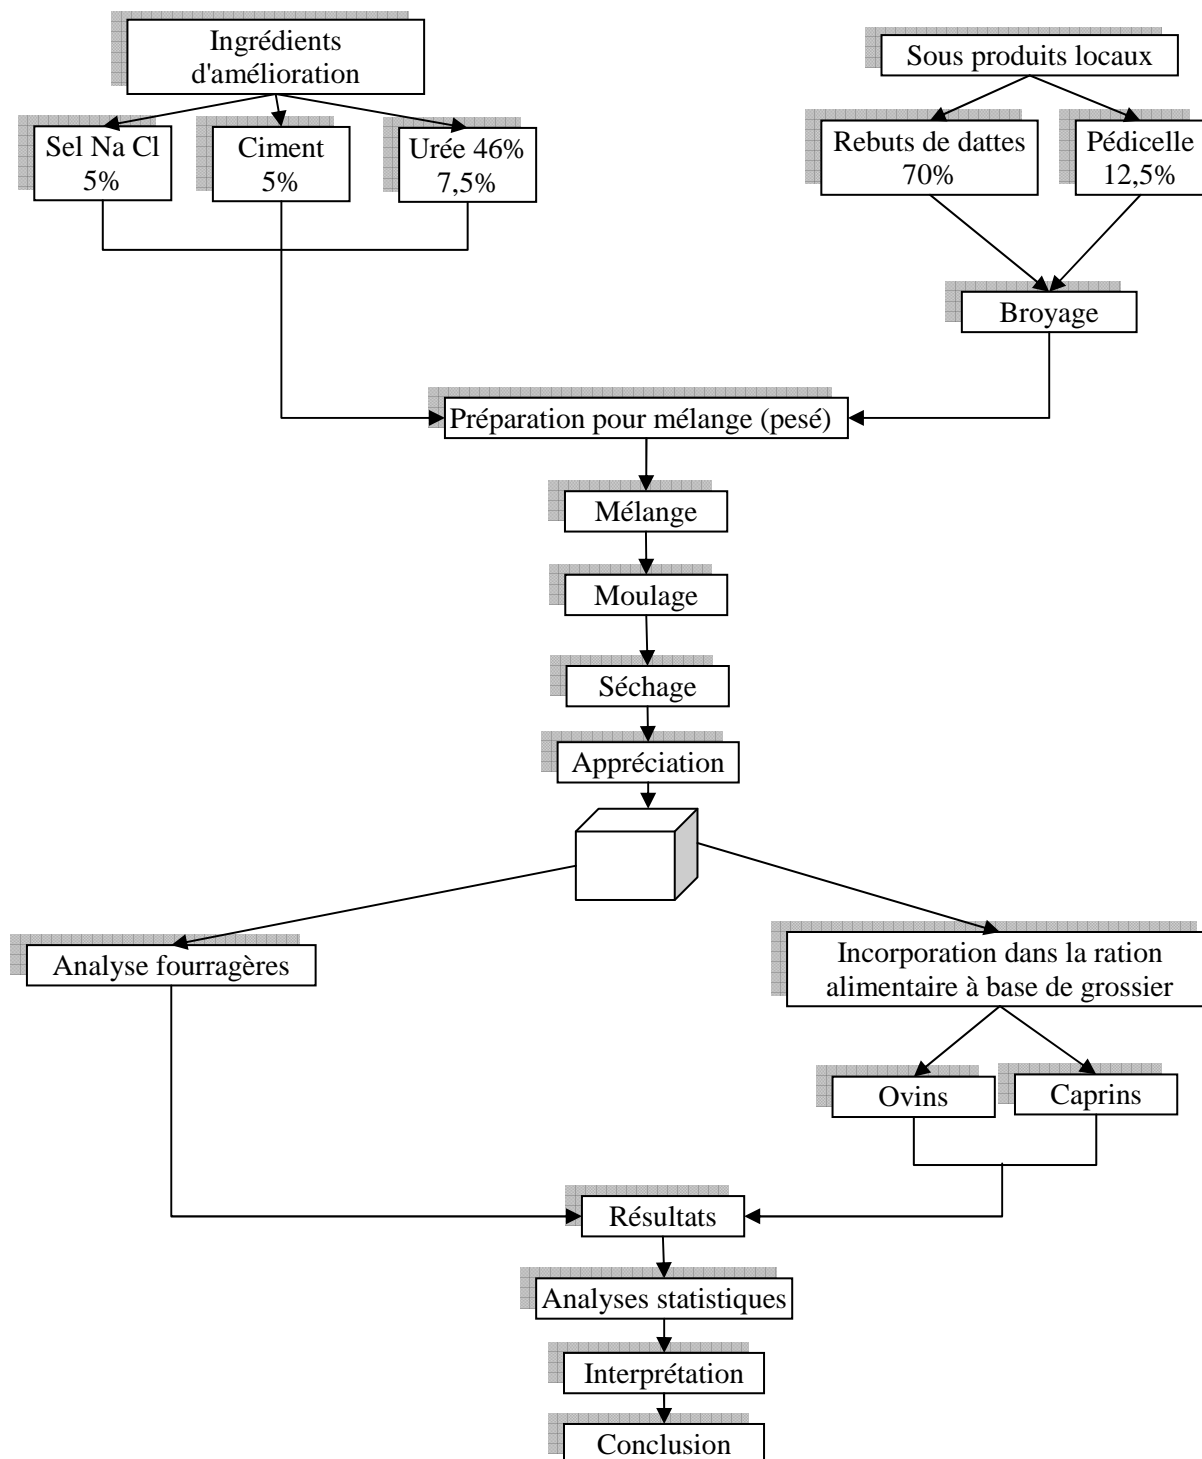 Ingrédients
d'amélioration
Sous produits locaux
Sel Na Cl
5%
Ciment
5%
Urée 46%
7,5%
Rebuts de dattes
70%
Pédicelle
12,5%
Broyage
Préparation pour mélange (pesé)
Mélange
Moulage
Séchage
Appréciation
Analyse fourragères
Incorporation dans la ration
alimentaire à base de grossier
Ovins
Caprins
Résultats
Analyses statistiques
Interprétation
Conclusion